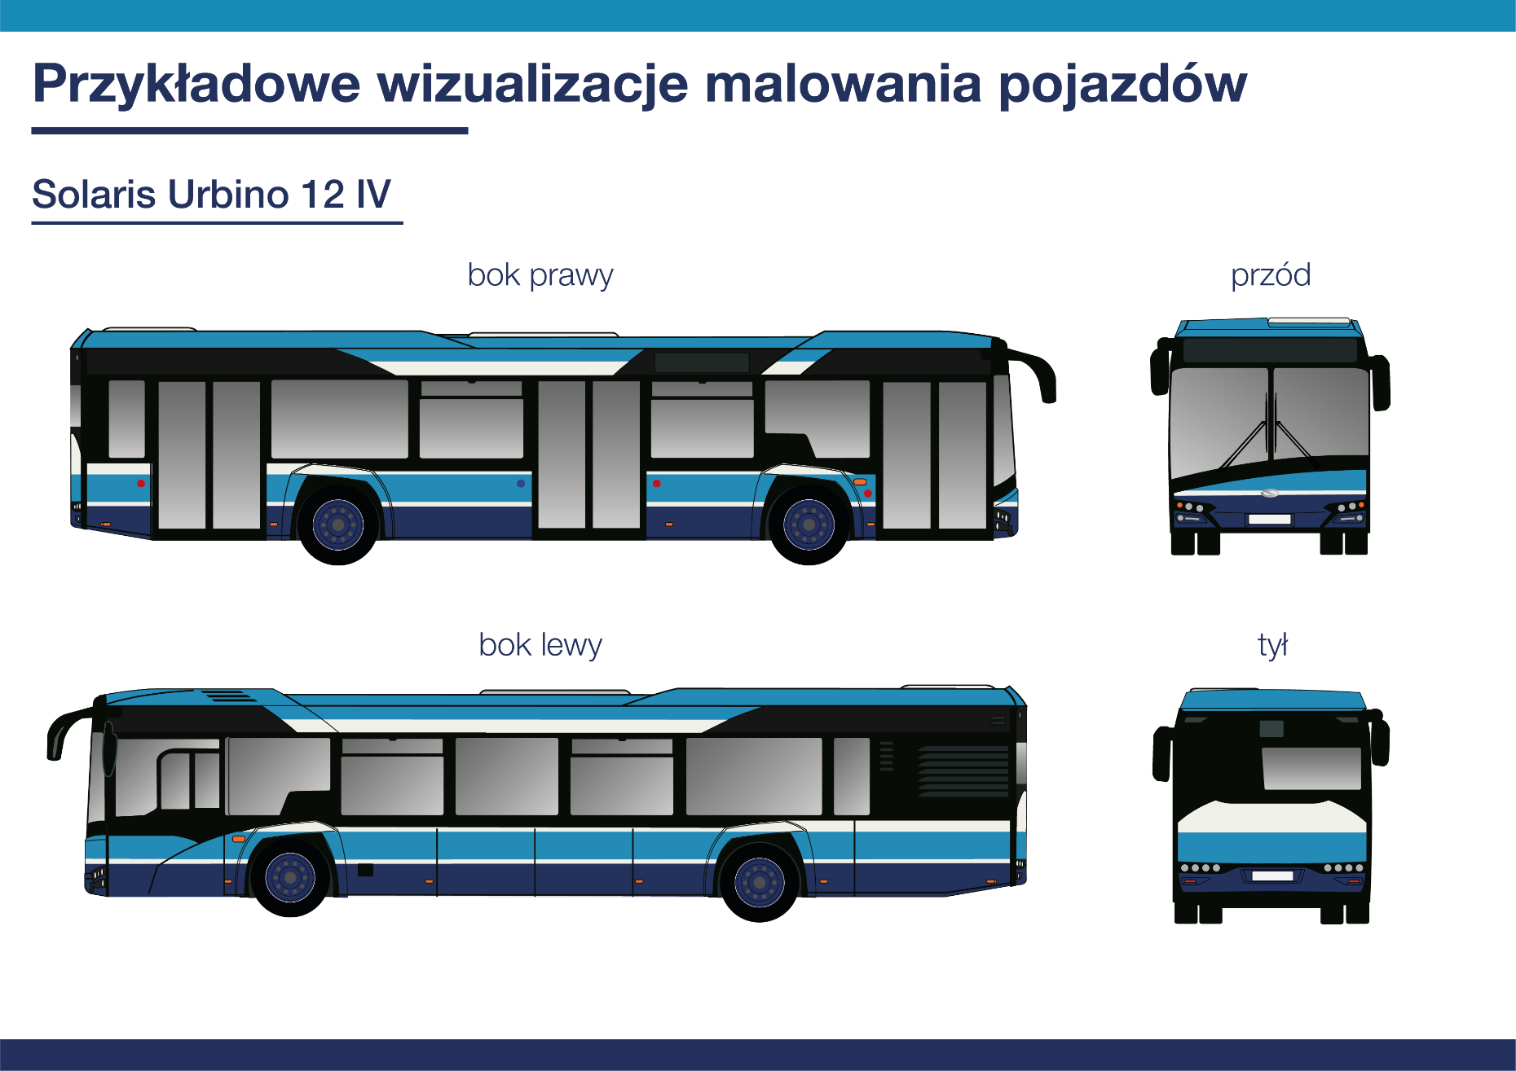 Przykładowe wizualizacje malowania pojazdów
Solaris Urbino 12 IV
bok prawy
przód
bok lewy
tył